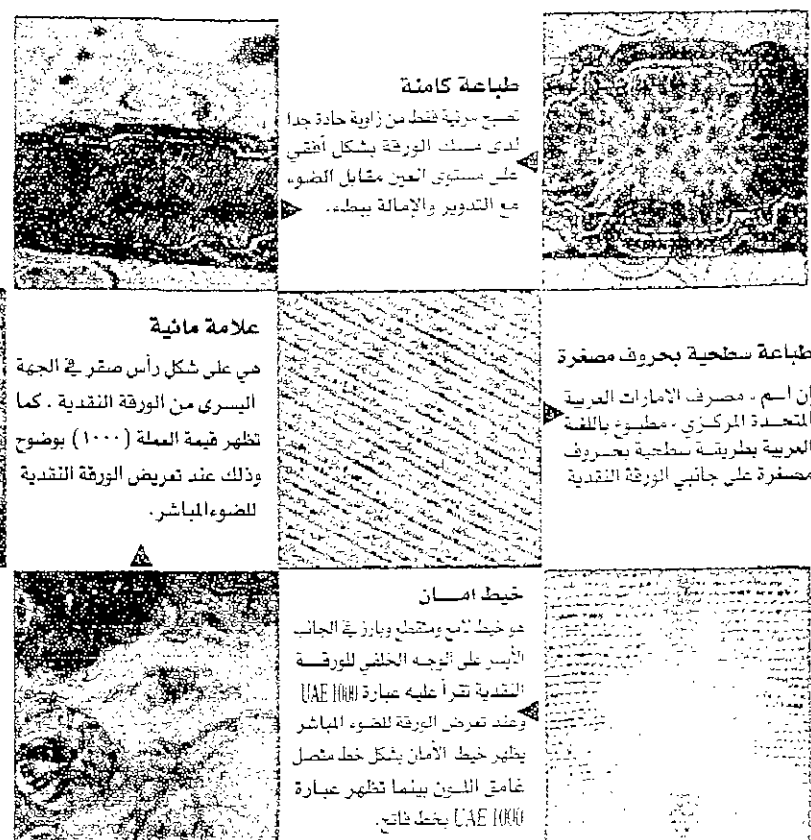 طباعة كامنة
تصبح مرئية فقط من زاوية حادة جدا
لدى مسك الورقة بشكل أفقي
على مستوى العين مقابل الضوء
مع التدوير والإمالة ببطء.
طباعة سطحية بحروف مصغرة
إن اسم ، مصرف الامارات العربية
المتحدة المركزي ، مطبوع باللغة
العربية بطريقة سطحية بحروف
مصغرة على جانبي الورقة النقدية
علامة مائية
هي على شكل رأس صقر في الجهة
اليسرى من الورقة النقدية . كما
تظهر قيمة العملة (١٠٠٠) بوضوح
وذلك عند تعريض الورقة النقدية
للضوءالمباشر.
خيط امـــان
هو خيط لامع ومتقطع وبارز في الجانب
الأيسر على الوجه الخلفي للورقـــة
النقدية تقرأ عليه عبارة UAE 1000
وعند تعرض الورقة للضوء المباشر
يظهر خيط الأمان بشكل خط متصل
غامق اللــون بينما تظهر عبارة
UAE 1000 بخط فاتح.